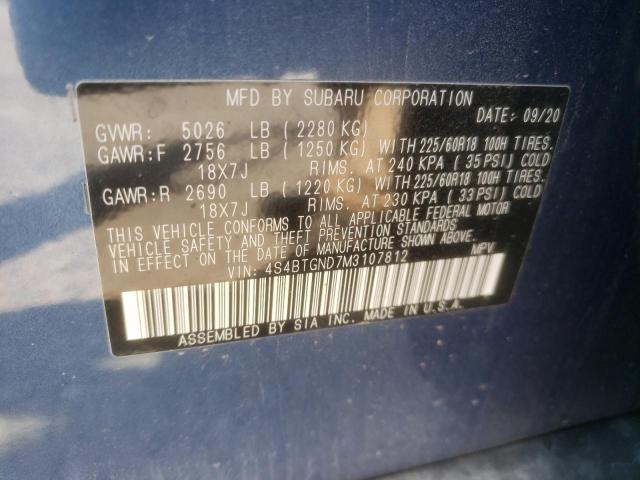 MFD BY SUBARU CORPORATION
DATE: 09/20
GVWR: 5026 LB (2280 KG)
GAWR:F 2756 LB (1250 KG) WITH 225/60R18 100H TIRES.
18X7J RIMS. AT 240 KPA (35 PSI) COLD
GAWR:R 2690 LB (1220 KG) WITH 225/60R18 100H TIRES.
18X7J RIMS. AT 230 KPA (33 PSI) COLD
THIS VEHICLE CONFORMS TO ALL APPLICABLE FEDERAL MOTOR
VEHICLE SAFETY AND THEFT PREVENTION STANDARDS
IN EFFECT ON THE DATE OF MANUFACTURE SHOWN ABOVE.
VIN: 4S4BTGND7M3107812 MPV
ASSEMBLED BY SIA INC. MADE IN U.S.A.